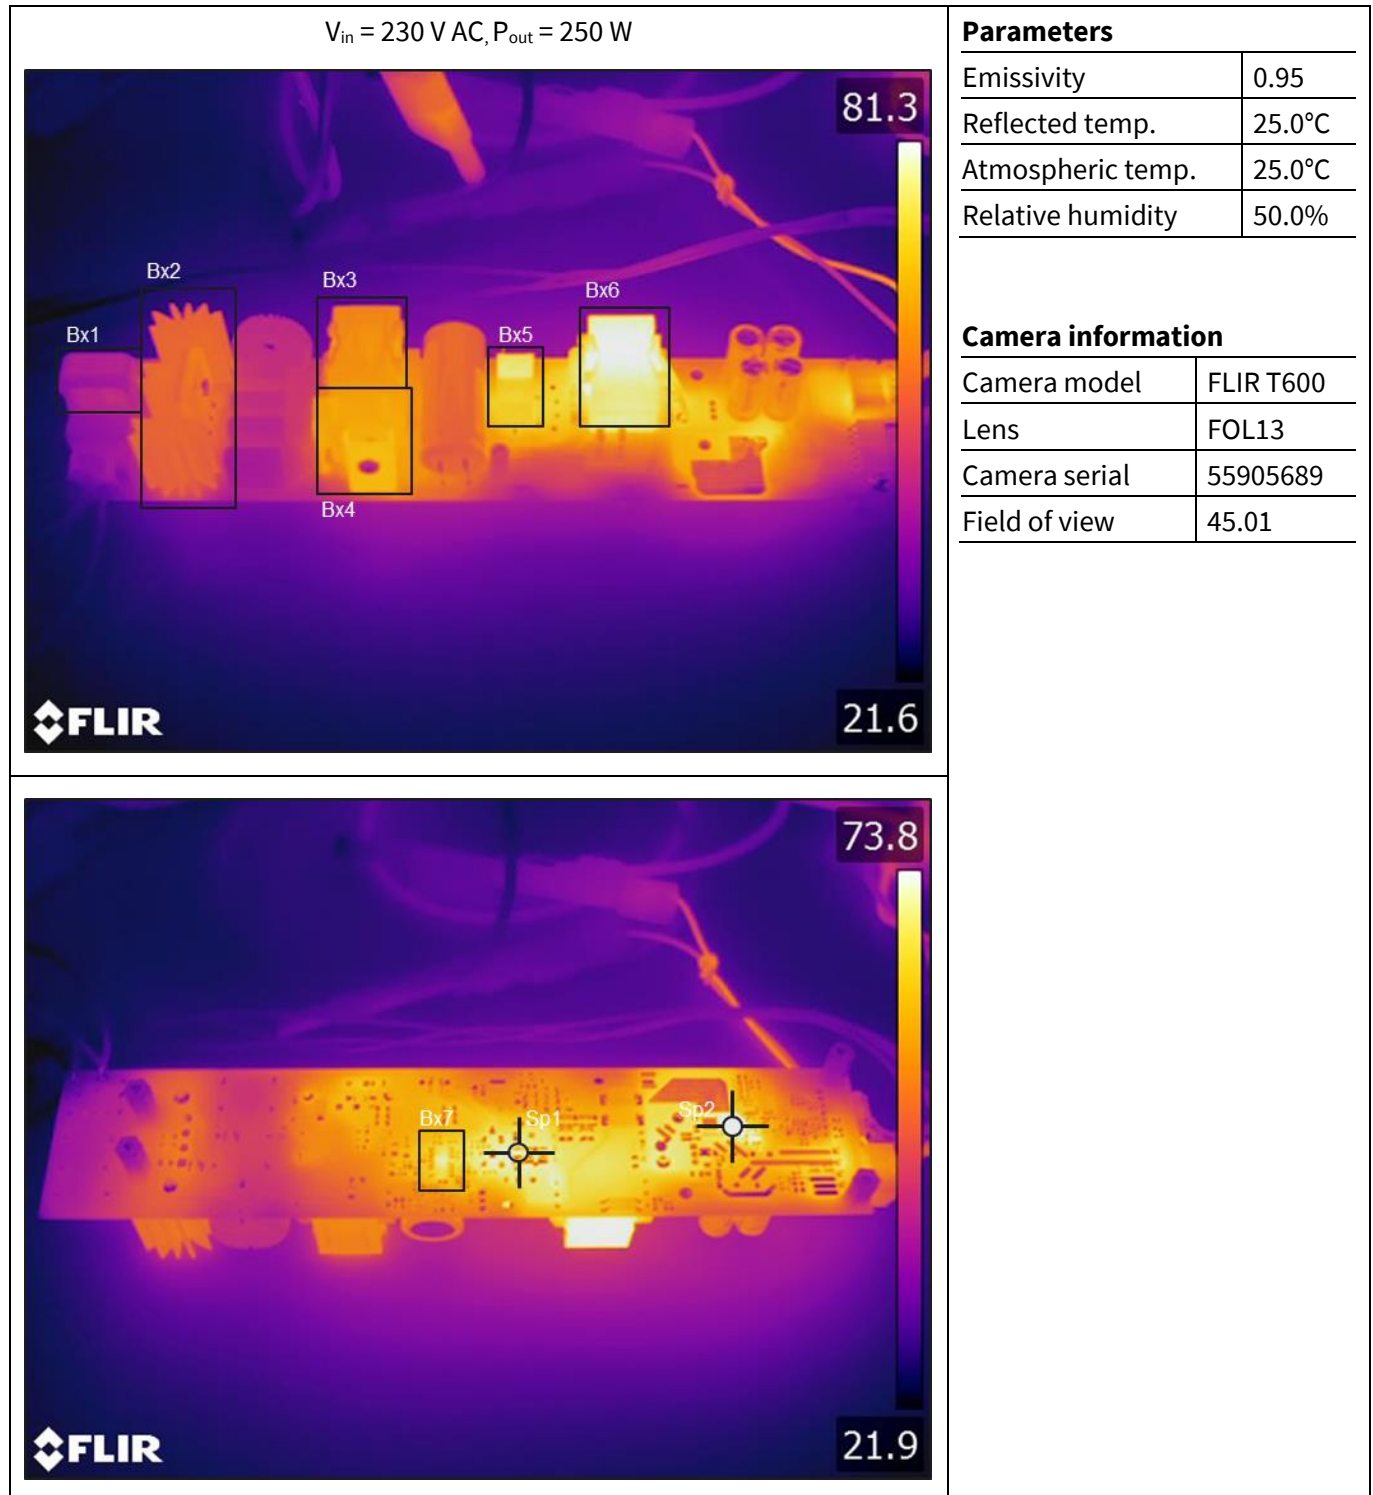 Vin = 230 V AC, Pout = 250 W
81.3
Bx2
Bx3
Bx6
Bx1
Bx5
Bx4
FLIR
21.6
73.8
Bx7
Sp1
Sp2
FLIR
21.9
Parameters
Emissivity 0.95
Reflected temp. 25.0°C
Atmospheric temp. 25.0°C
Relative humidity 50.0%
Camera information
Camera model FLIR T600
Lens FOL13
Camera serial 55905689
Field of view 45.01